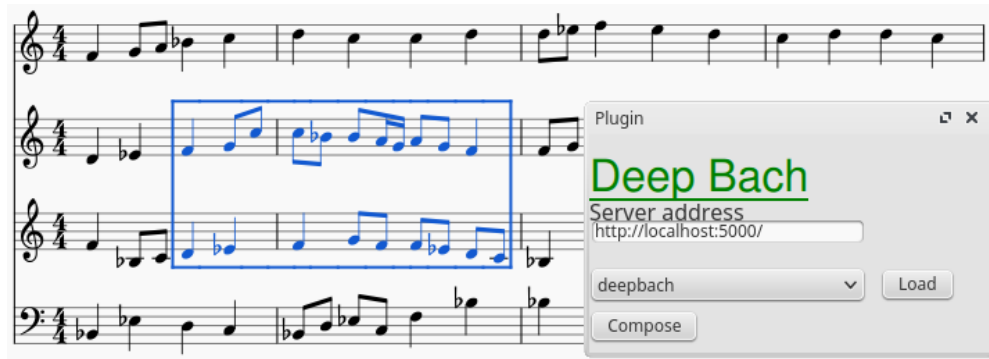 Plugin
Deep Bach
Server address
http://localhost:5000/
deepbach
Load
Compose